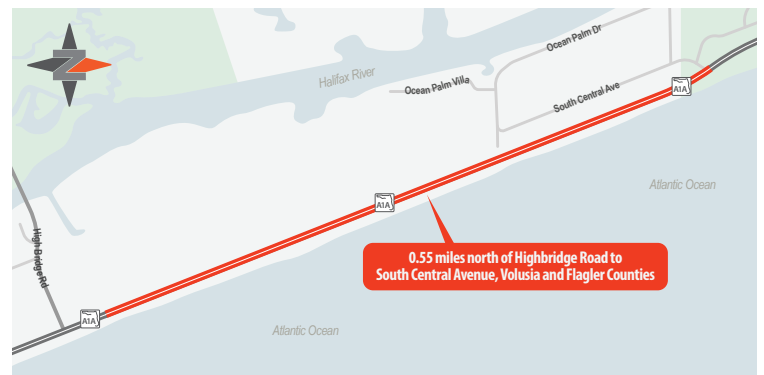 Ocean Palm Dr
Halifax River
Ocean Palm Villa
South Central Ave
A1A
Atlantic Ocean
A1A
High Bridge Rd
0.55 miles north of Highbridge Road to
South Central Avenue, Volusia and Flagler Counties
A1A
Atlantic Ocean
N